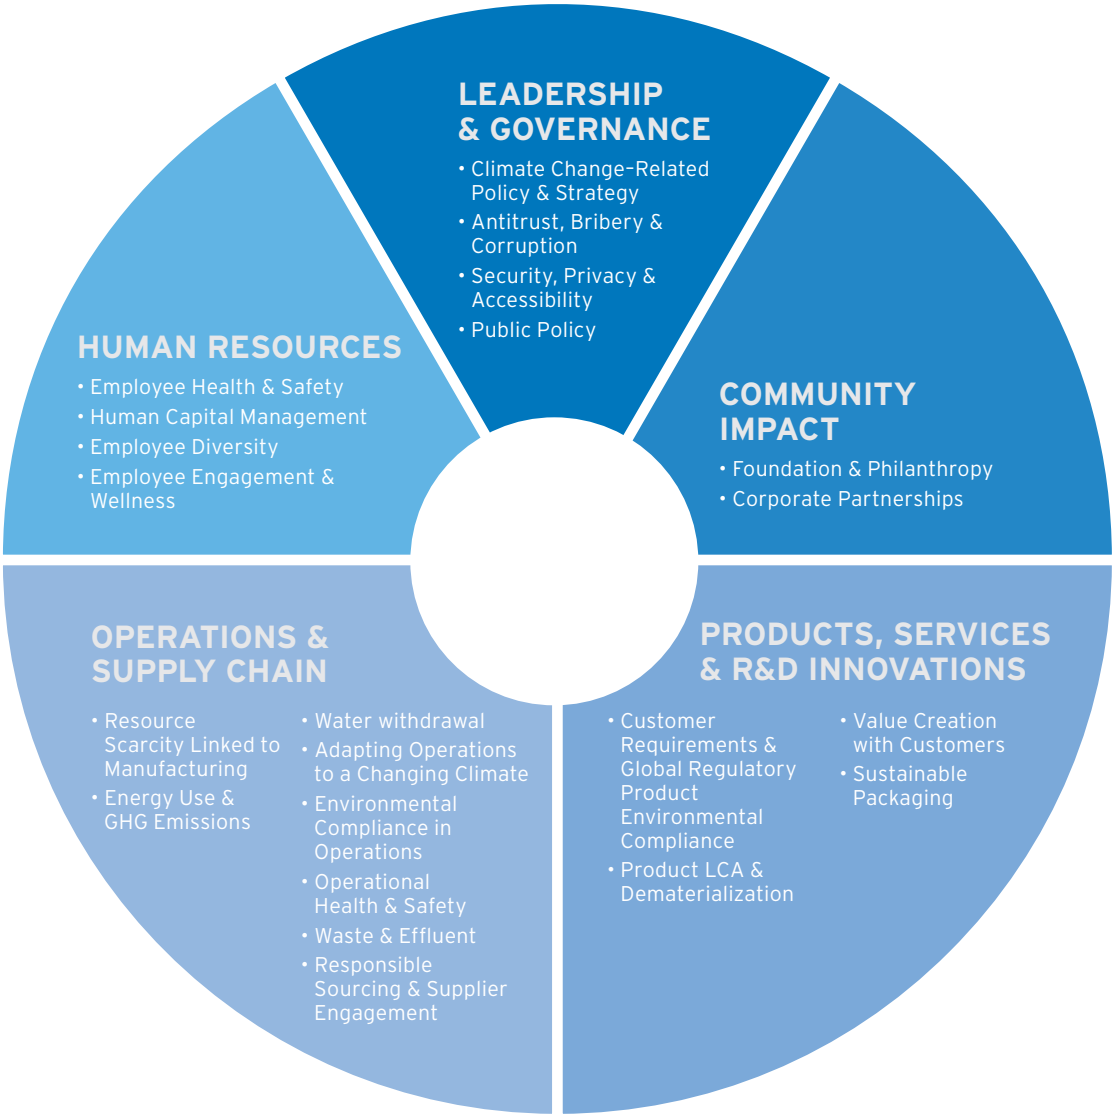 LEADERSHIP
& GOVERNANCE
• Climate Change–Related
Policy & Strategy
• Antitrust, Bribery &
Corruption
• Security, Privacy &
Accessibility
• Public Policy
HUMAN RESOURCES
• Employee Health & Safety
• Human Capital Management
• Employee Diversity
• Employee Engagement &
Wellness
COMMUNITY
IMPACT
• Foundation & Philanthropy
• Corporate Partnerships
OPERATIONS &
SUPPLY CHAIN
• Resource
Scarcity Linked to
Manufacturing
• Energy Use &
GHG Emissions
• Water withdrawal
• Adapting Operations
to a Changing Climate
• Environmental
Compliance in
Operations
• Operational
Health & Safety
• Waste & Effluent
• Responsible
Sourcing & Supplier
Engagement
PRODUCTS, SERVICES
& R&D INNOVATIONS
• Customer
Requirements &
Global Regulatory
Product
Environmental
Compliance
• Product LCA &
Dematerialization
• Value Creation
with Customers
• Sustainable
Packaging